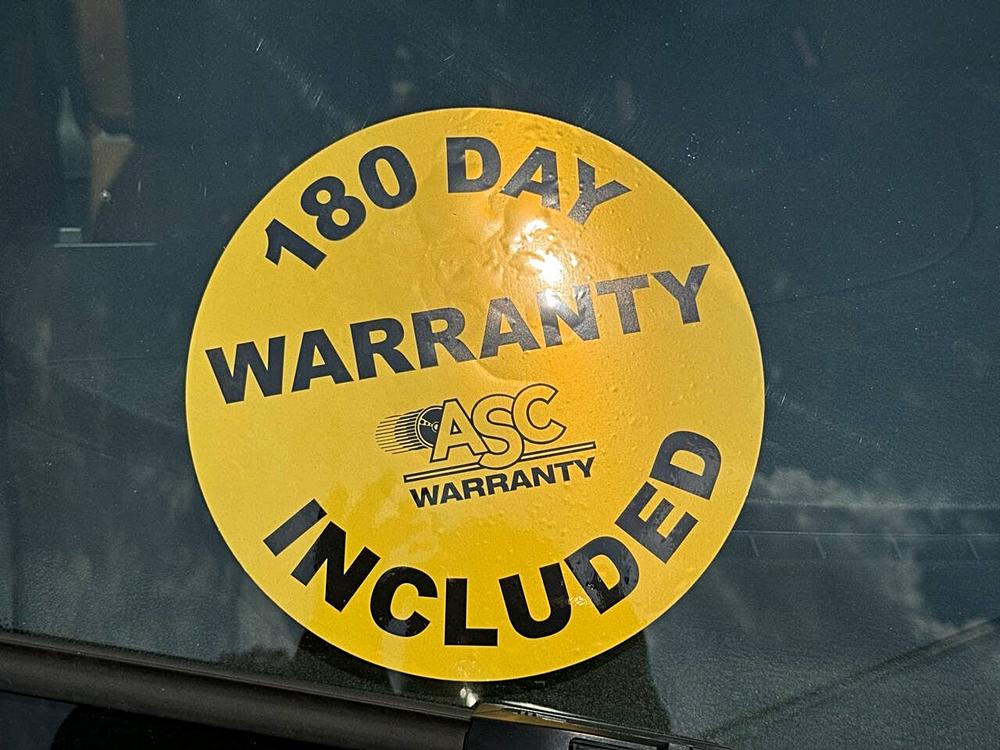 180 DAY
WARRANTY
ASC
WARRANTY
INCLUDED